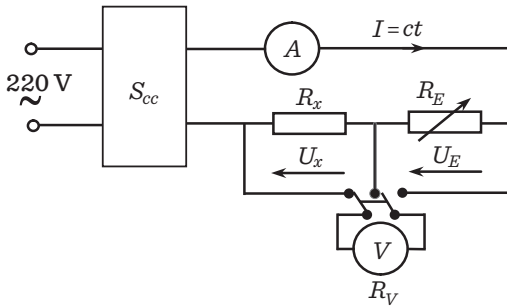 I = ct
A
220 V
~
S_cc
R_x
R_E
U_x
U_E
V
R_V